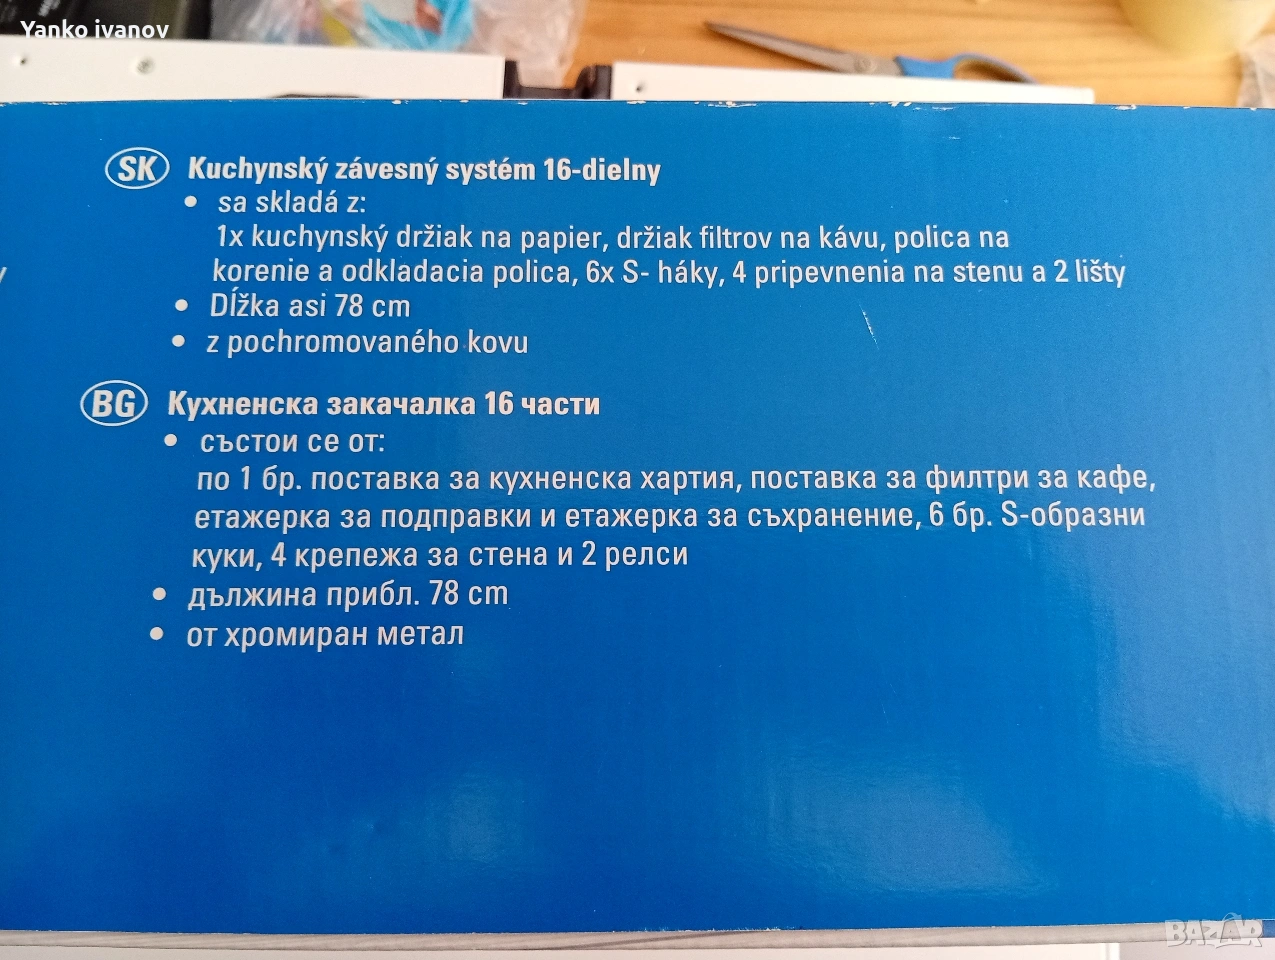 Yanko ivanov
SK Kuchynský závesný systém 16-dielny
• sa skladá z:
1x kuchynský držiak na papier, držiak filtrov na kávu, polica na
korenie a odkladacia polica, 6x S- háky, 4 pripevnenia na stenu a 2 lišty
• Dĺžka asi 78 cm
• z pochromovaného kovu
BG Кухненска закачалка 16 части
• състои се от:
по 1 бр. поставка за кухненска хартия, поставка за филтри за кафе,
етажерка за подправки и етажерка за съхранение, 6 бр. S-образни
куки, 4 крепежа за стена и 2 релси
• дължина прибл. 78 cm
• от хромиран метал
BAZAR